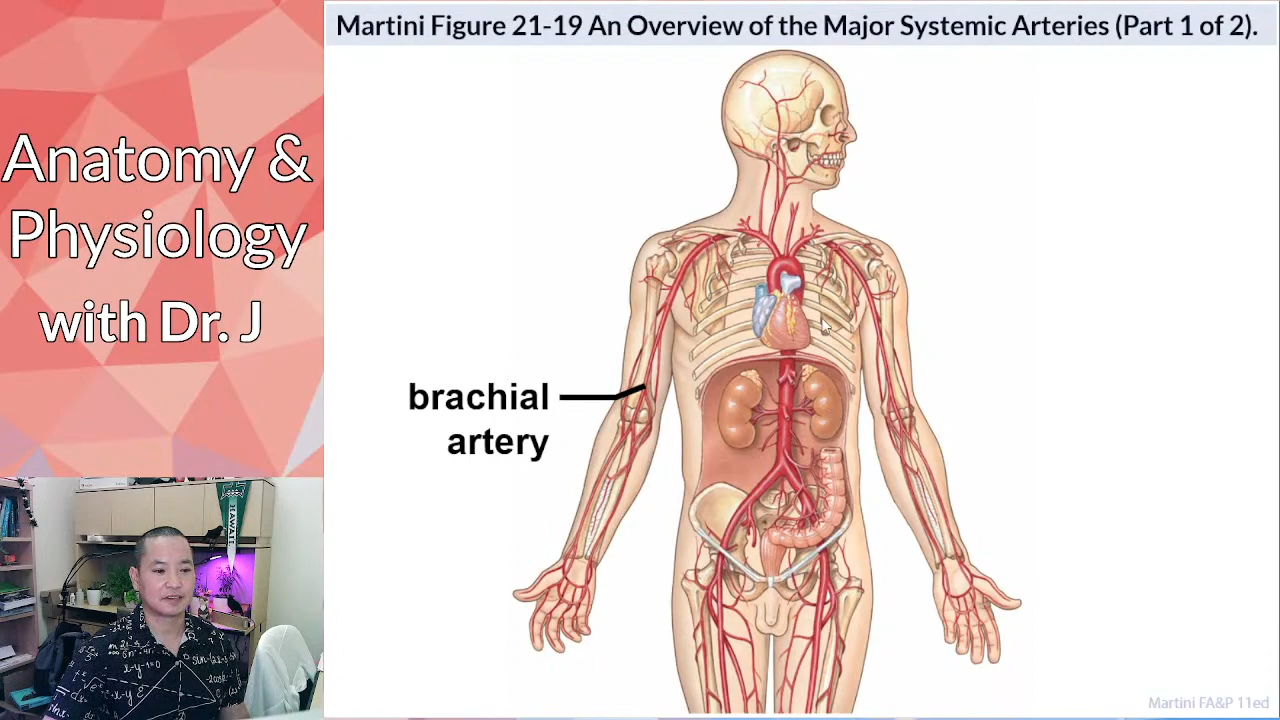 Martini Figure 21-19 An Overview of the Major Systemic Arteries (Part 1 of 2).
Anatomy &
Physiology
with Dr. J
brachial
artery
HAWAI'I
Martini FA&P 11ed